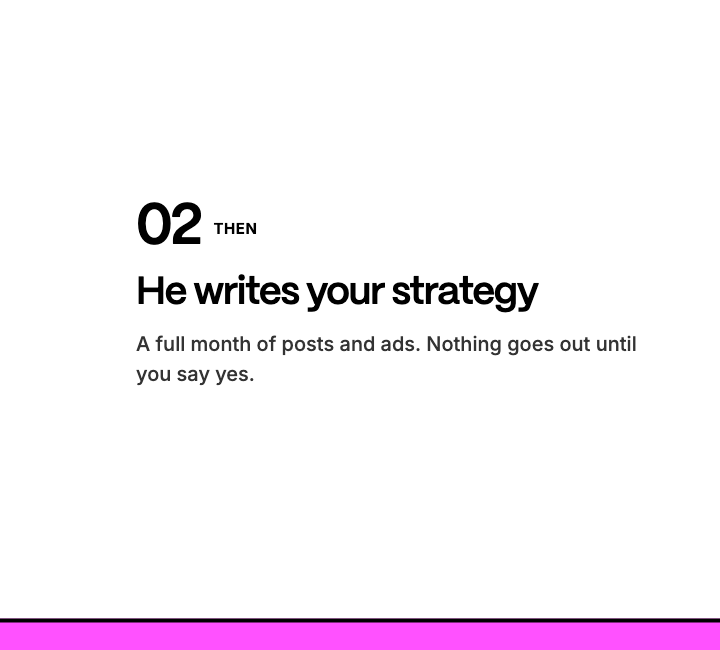 02 THEN
He writes your strategy
A full month of posts and ads. Nothing goes out until
you say yes.